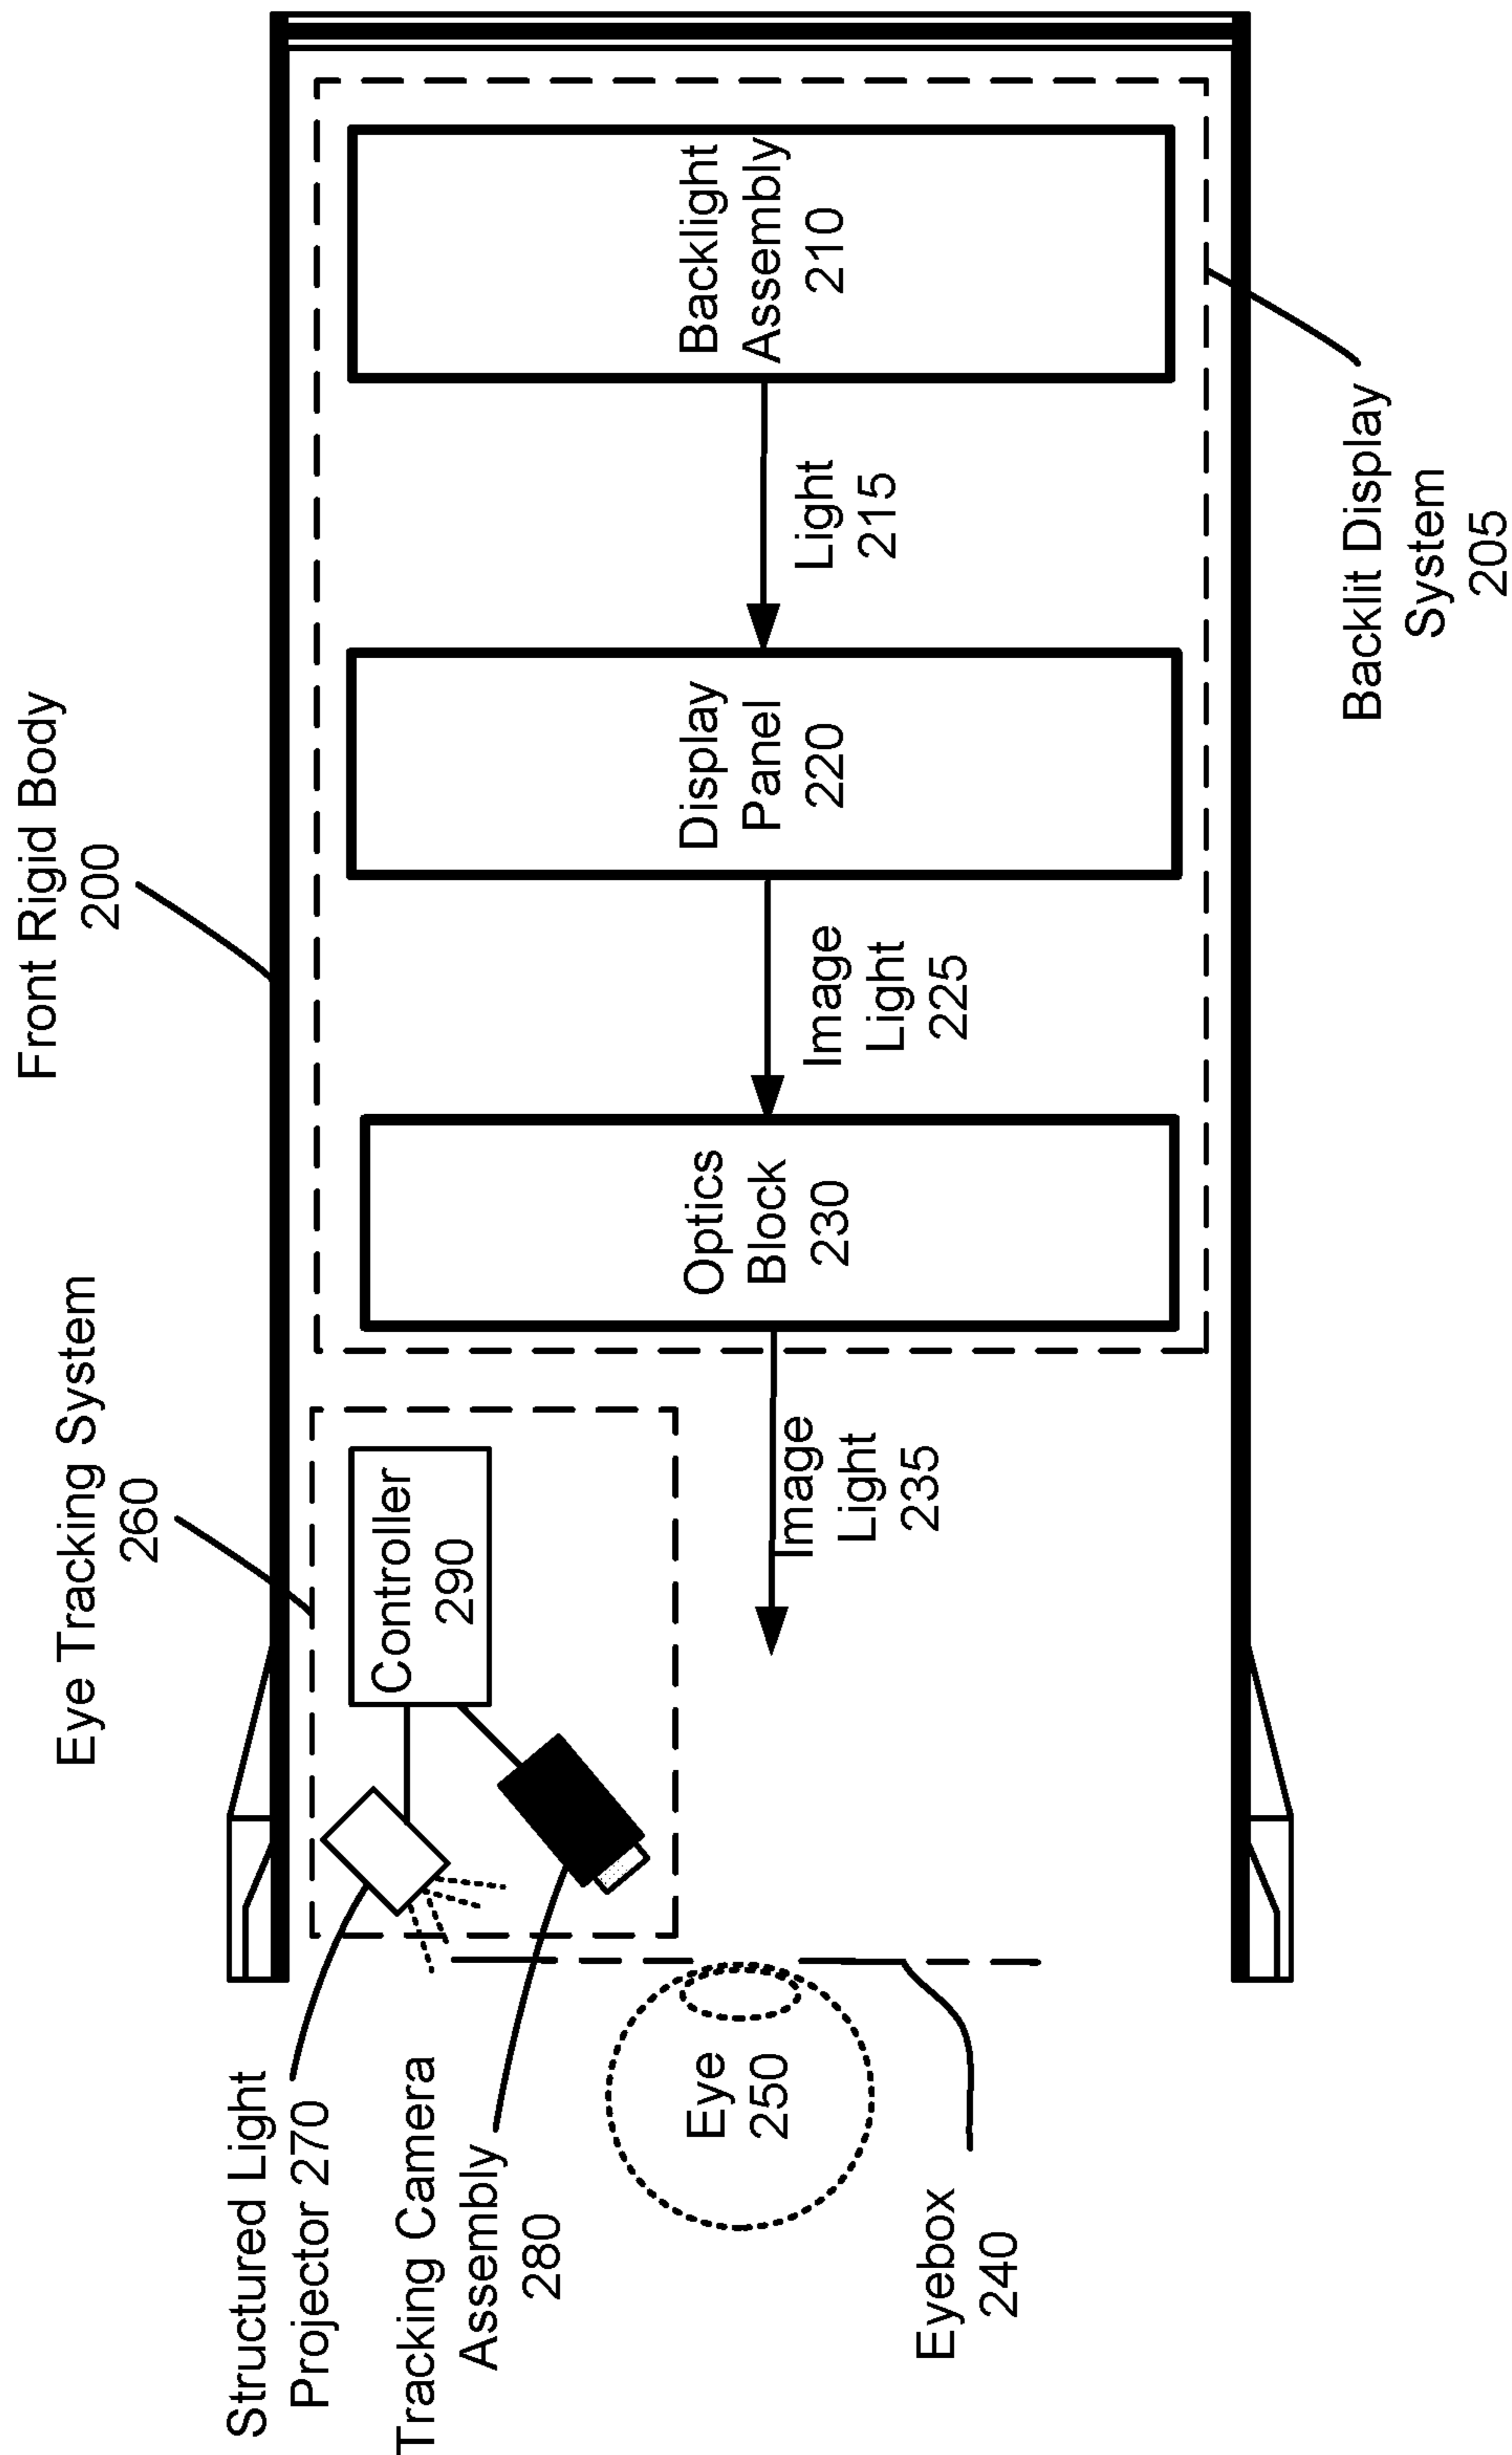 Front Rigid Body
200
Eye Tracking System
260
Structured Light
Projector 270
Tracking Camera
Assembly
280
Controller
290
Eye
250
Eyebox
240
Image
Light
235
Optics
Block
230
Image
Light
225
Display
Panel
220
Light
215
Backlight
Assembly
210
Backlit Display
System
205